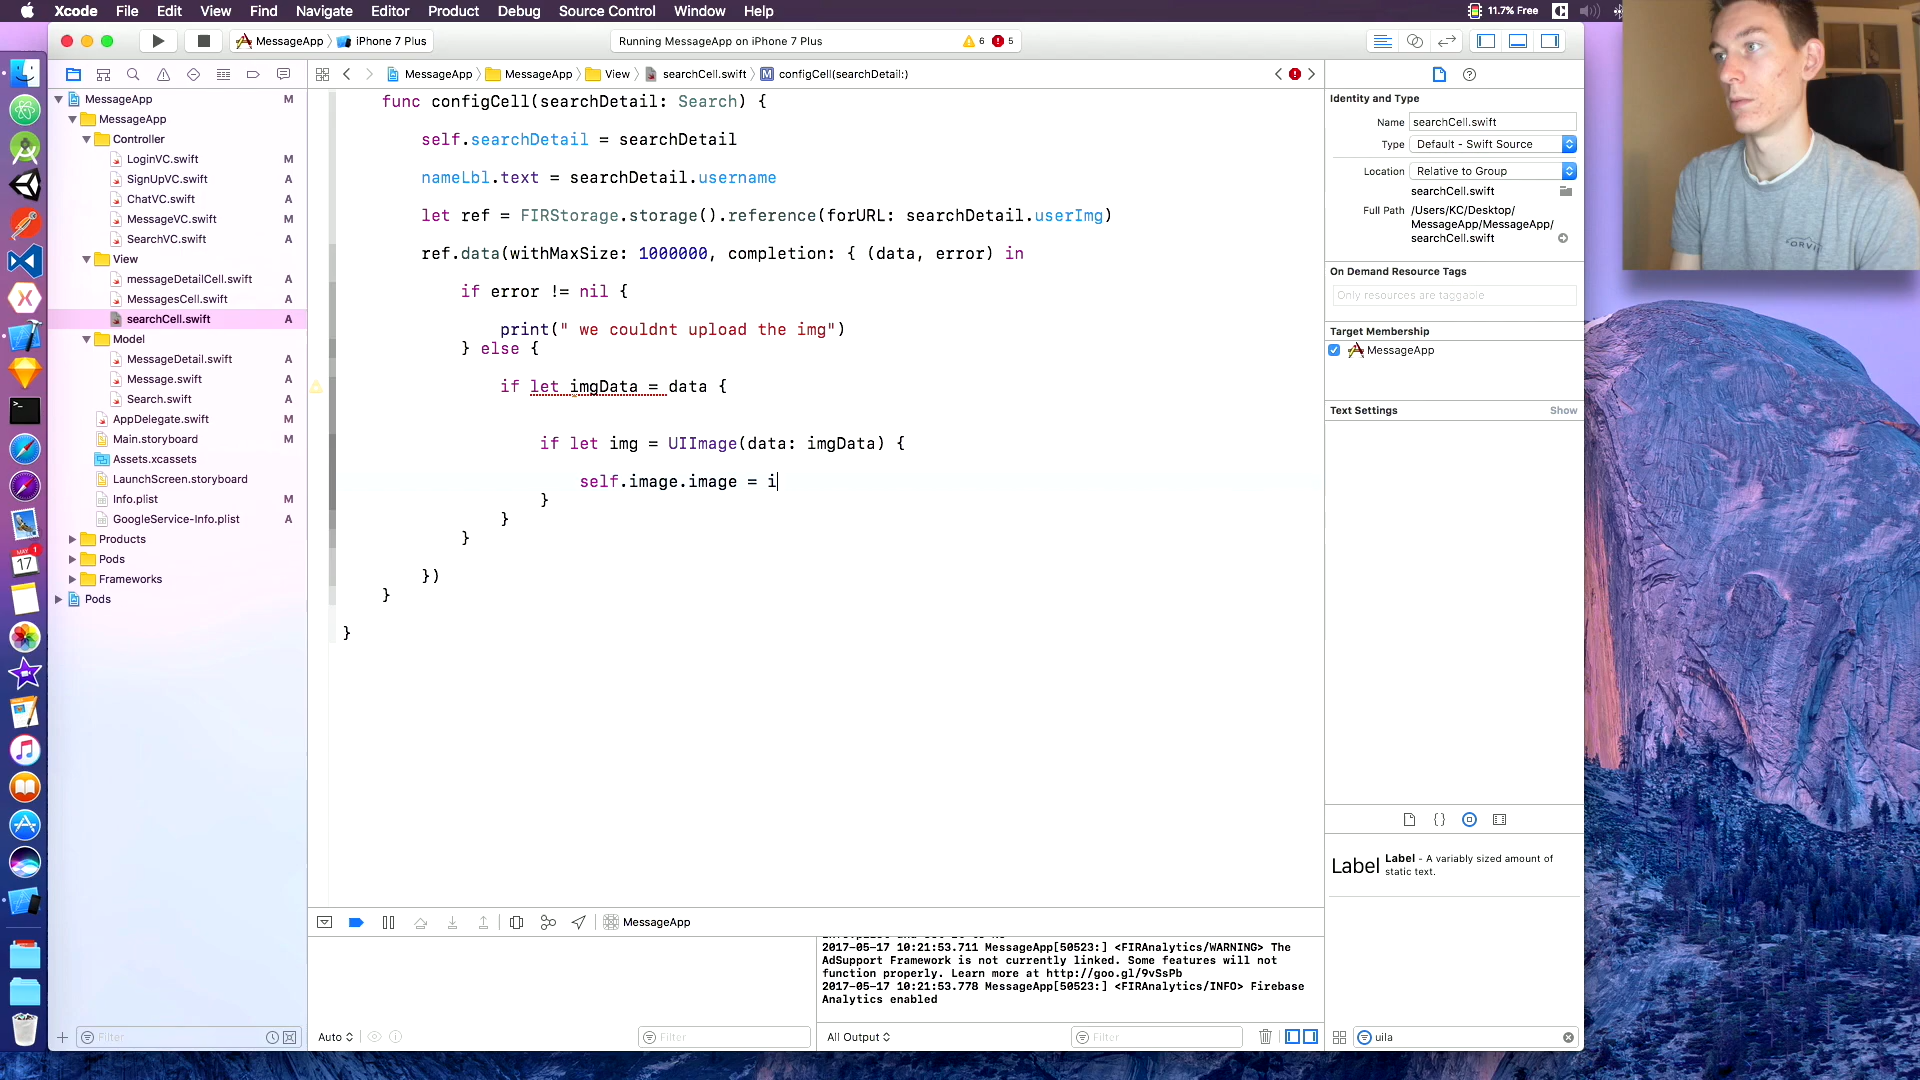 Xcode File Edit View Find Navigate Editor Product Debug Source Control Window Help 11.7% Free
MessageApp iPhone 7 Plus Running MessageApp on iPhone 7 Plus 6 5
MessageApp MessageApp View searchCell.swift M configCell(searchDetail:)
MessageApp M
MessageApp
Controller
LoginVC.swift M
SignUpVC.swift A
ChatVC.swift A
MessageVC.swift M
SearchVC.swift A
View
messageDetailCell.swift A
MessagesCell.swift A
searchCell.swift A
Model
MessageDetail.swift A
Message.swift A
Search.swift A
AppDelegate.swift M
Main.storyboard M
Assets.xcassets
LaunchScreen.storyboard
Info.plist M
GoogleService-Info.plist A
Products
Pods
Frameworks
Pods
Filter
func configCell(searchDetail: Search) {
self.searchDetail = searchDetail
nameLbl.text = searchDetail.username
let ref = FIRStorage.storage().reference(forURL: searchDetail.userImg)
ref.data(withMaxSize: 1000000, completion: { (data, error) in
if error != nil {
print(" we couldnt upload the img")
} else {
if let imgData = data {
if let img = UIImage(data: imgData) {
self.image.image = i
}
}
}
})
}
}
MessageApp
Auto Filter
2017-05-17 10:21:53.711 MessageApp[50523:] <FIRAnalytics/WARNING> The
AdSupport Framework is not currently linked. Some features will not
function properly. Learn more at http://goo.gl/9vSsPb
2017-05-17 10:21:53.778 MessageApp[50523:] <FIRAnalytics/INFO> Firebase
Analytics enabled
All Output Filter
Identity and Type
Name searchCell.swift
Type Default - Swift Source
Location Relative to Group
searchCell.swift
Full Path /Users/KC/Desktop/
MessageApp/MessageApp/
searchCell.swift
On Demand Resource Tags
Only resources are taggable
Target Membership
MessageApp
Text Settings Show
Label Label - A variably sized amount of
static text.
uila
MAY
17
1